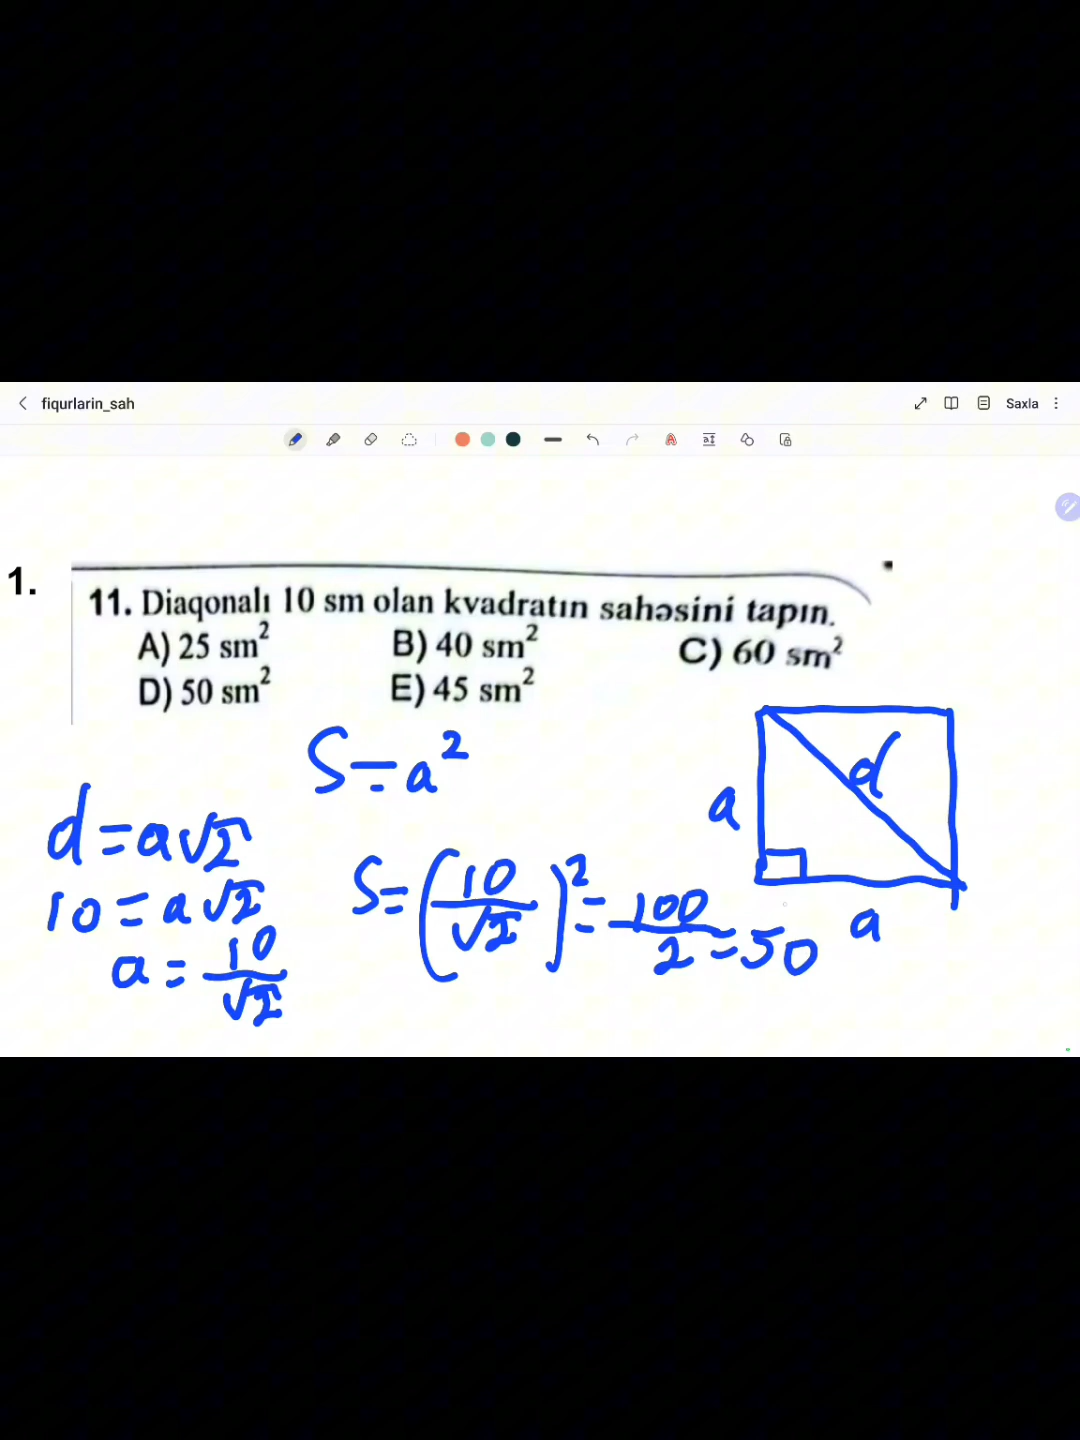 fiqurlarin_sah
Saxla
1.
11. Diaqonalı 10 sm olan kvadratın sahəsini tapın.
A) 25 sm² B) 40 sm² C) 60 sm²
D) 50 sm² E) 45 sm²
S=a²
d=a√2
10=a√2
a=10/√2
S=(10/√2)²=100/2=50
a
d
a